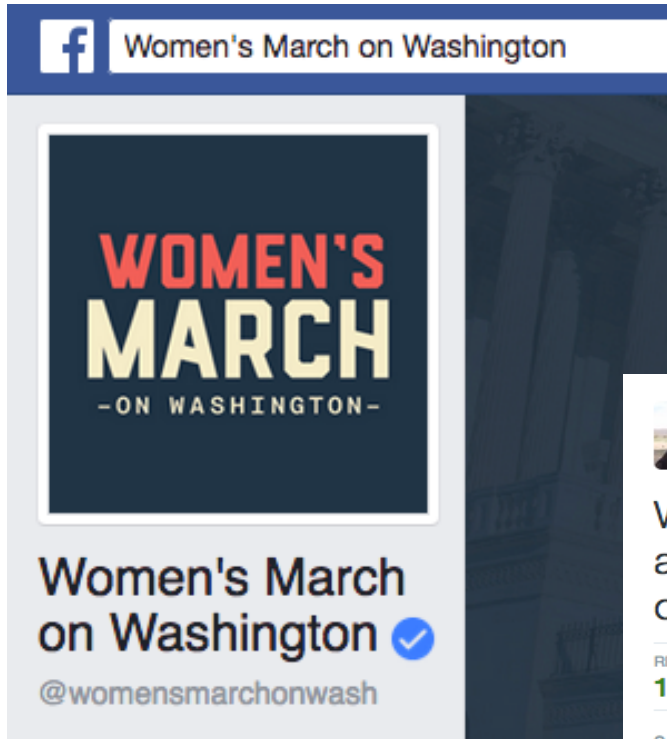 f
Women's March on Washington
WOMEN'S
MARCH
-ON WASHINGTON-
Women's March
on Washington
@womensmarchonwash